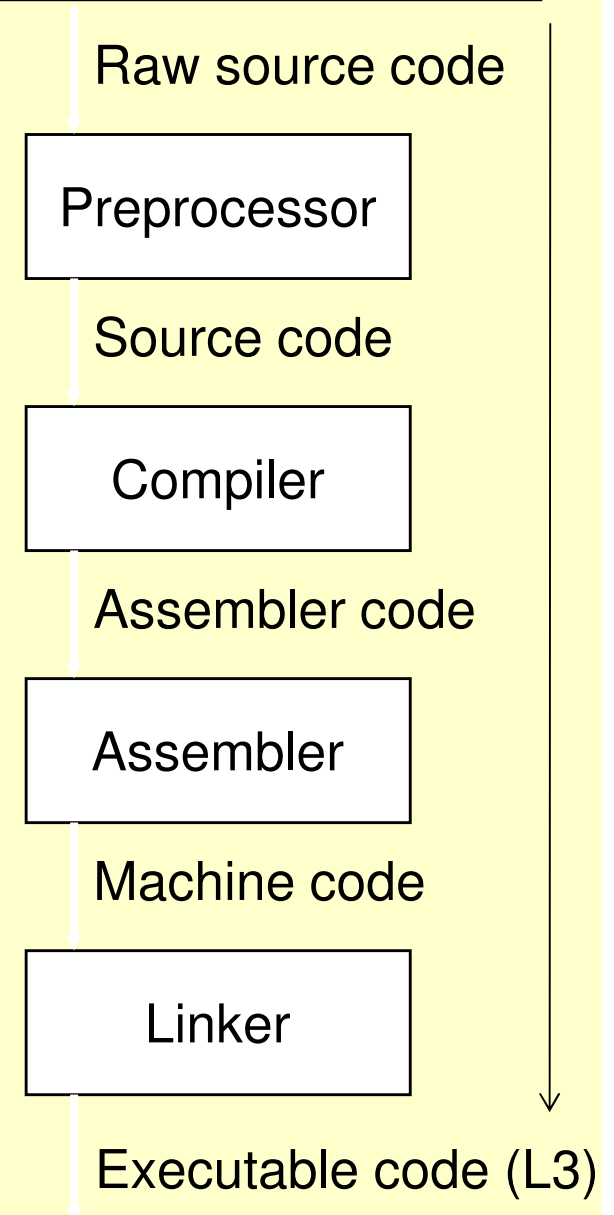 Raw source code
Preprocessor
Source code
Compiler
Assembler code
Assembler
Machine code
Linker
Executable code (L3)